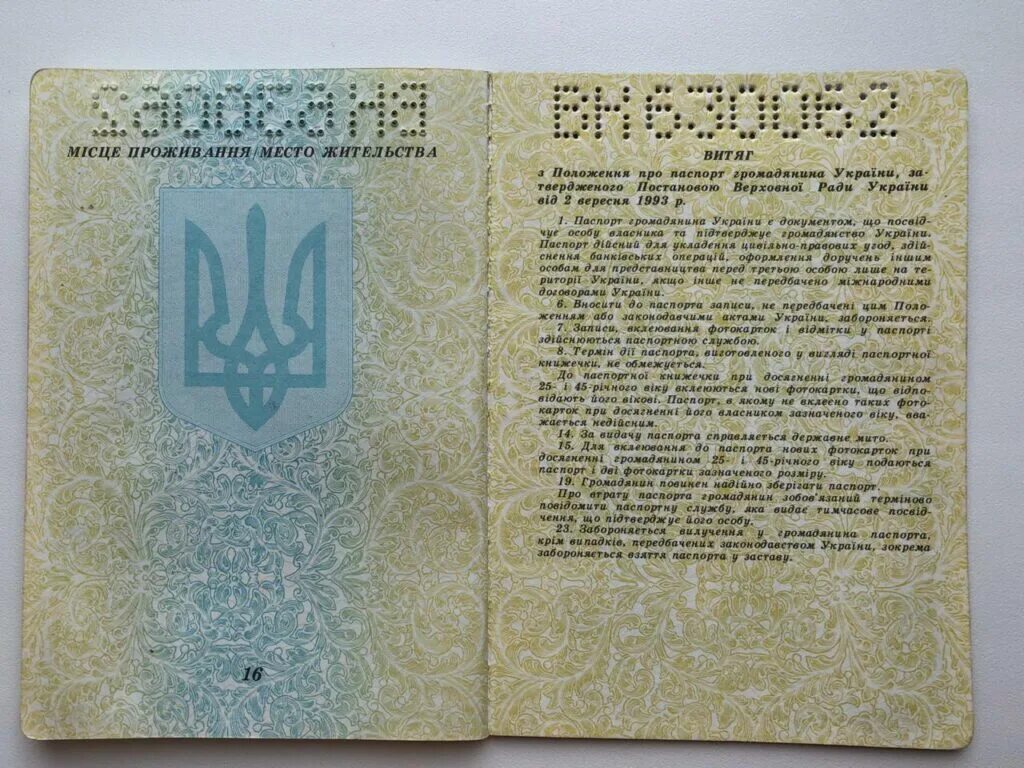 МІСЦЕ ПРОЖИВАННЯ/МЕСТО ЖИТЕЛЬСТВА
16
ВН630062
ВИТЯГ
з Положення про паспорт громадянина України, за-
твердженого Постановою Верховної Ради України
від 2 вересня 1993 р.
1. Паспорт громадянина України є документом, що посвід-
чує особу власника та підтверджує громадянство України.
Паспорт дійсний для укладення цивільно-правових угод, здій-
снення банківських операцій, оформлення доручень іншим
особам для представництва перед третьою особою лише на те-
риторії України, якщо інше не передбачено міжнародними
договорами України.
6. Вносити до паспорта записи, не передбачені цим Поло-
женням або законодавчими актами України, забороняється.
7. Записи, вклеювання фотокарток і відмітки у паспорті
здійснюються паспортною службою.
8. Термін дії паспорта, виготовленого у вигляді паспортної
книжечки, не обмежується.
До паспортної книжечки при досягненні громадянином
25- і 45-річного віку вклеюються нові фотокартки, що відпо-
відають його вікові. Паспорт, в якому не вклеєно таких фото-
карток при досягненні його власником зазначеного віку, вва-
жається недійсним.
14. За видачу паспорта справляється державне мито.
15. Для вклеювання до паспорта нових фотокарток при
досягненні громадянином 25- і 45-річного віку подаються
паспорт і дві фотокартки зазначеного розміру.
19. Громадянин повинен надійно зберігати паспорт.
Про втрату паспорта громадянин зобов'язаний терміново
повідомити паспортну службу, яка видає тимчасове посвід-
чення, що підтверджує його особу.
23. Забороняється вилучення у громадянина паспорта,
крім випадків, передбачених законодавством України, зокрема
забороняється взяття паспорта у заставу.